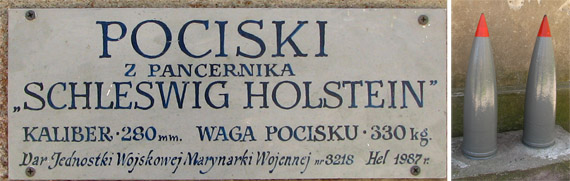 POCISKI
Z PANCERNIKA
„SCHLESWIG HOLSTEIN”
KALIBER · 280 mm. WAGA POCISKU · 330 kg.
Dar Jednostki Wojskowej Marynarki Wojennej nr 3218 Hel 1987 r.